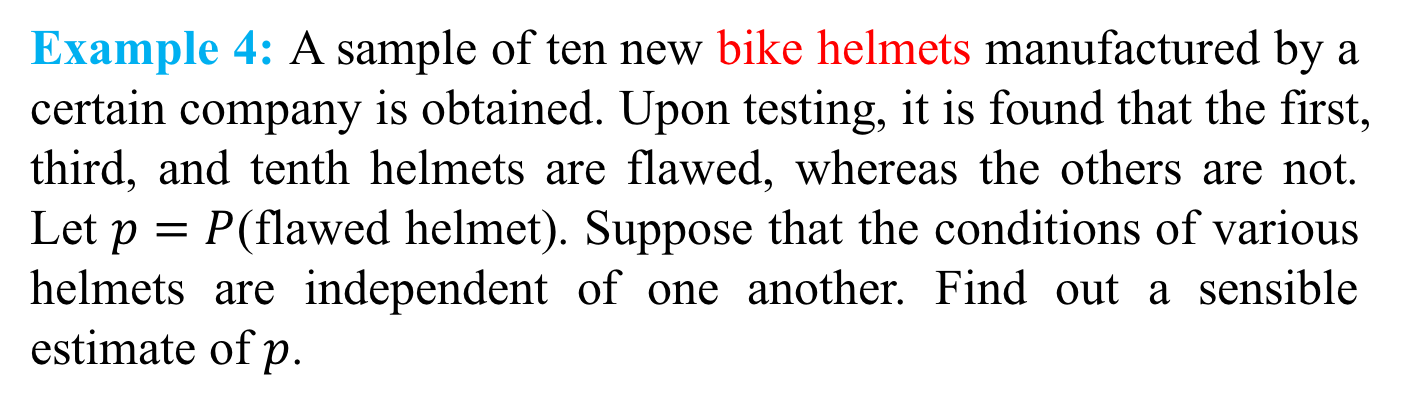 Example 4: A sample of ten new bike helmets manufactured by a
certain company is obtained. Upon testing, it is found that the first,
third, and tenth helmets are flawed, whereas the others are not.
Let p = P(flawed helmet). Suppose that the conditions of various
helmets are independent of one another. Find out a sensible
estimate of p.